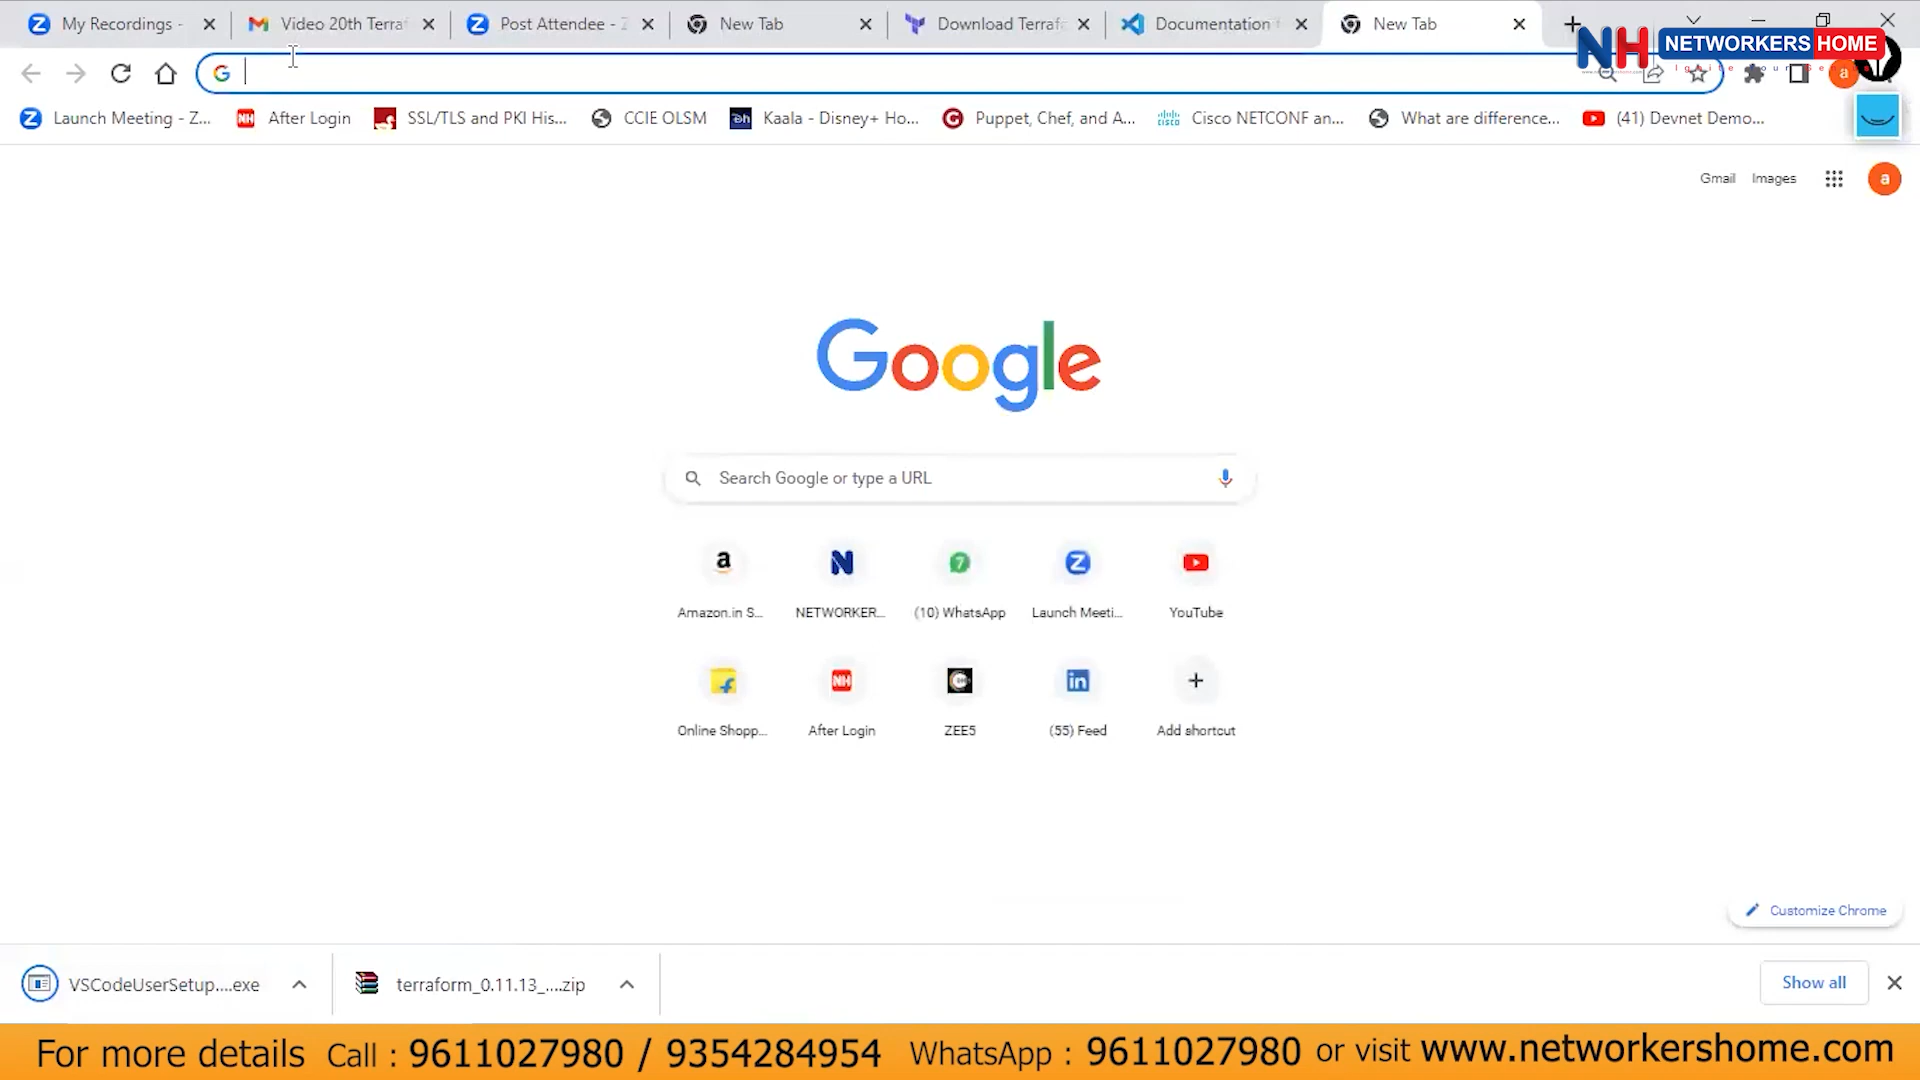 My Recordings -
Video 20th Terraf
Post Attendee - Z
New Tab
Download Terrafo
Documentation f
New Tab
NH NETWORKERS HOME
Launch Meeting - Z...
After Login
SSL/TLS and PKI His...
CCIE OLSM
Kaala - Disney+ Ho...
Puppet, Chef, and A...
Cisco NETCONF an...
What are difference...
(41) Devnet Demo...
Gmail
Images
a
Google
Search Google or type a URL
Amazon.in S...
NETWORKER...
(10) WhatsApp
Launch Meeti...
YouTube
Online Shopp...
After Login
ZEE5
(55) Feed
Add shortcut
Customize Chrome
VSCodeUserSetup....exe
terraform_0.11.13_....zip
Show all
For more details Call : 9611027980 / 9354284954 WhatsApp : 9611027980 or visit www.networkershome.com